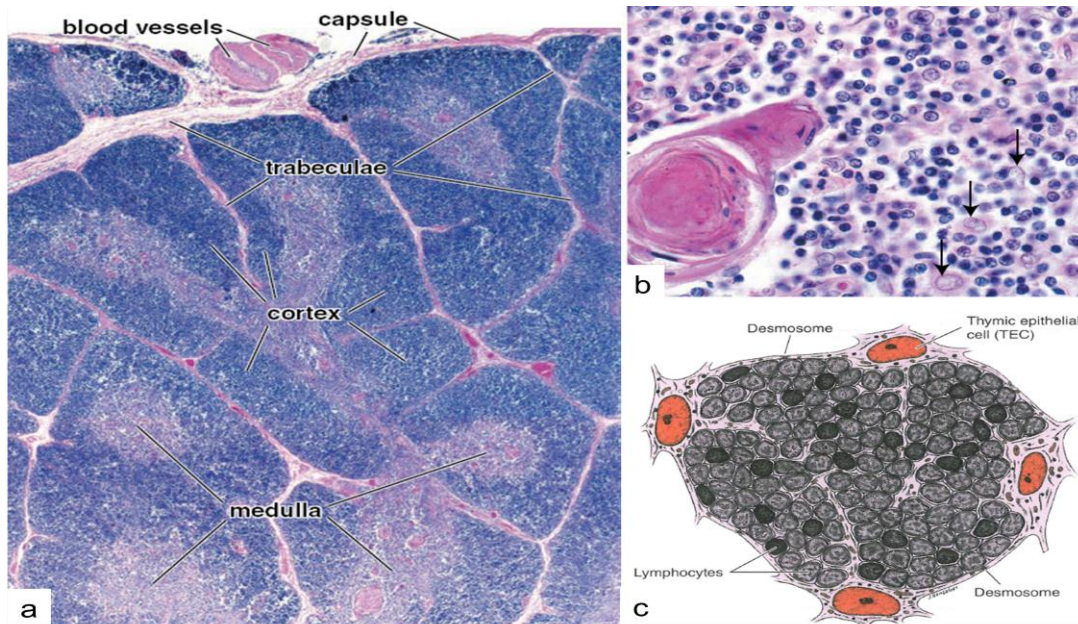 blood vessels
capsule
trabeculae
cortex
medulla
a
b
Desmosome
Thymic epithelial
cell (TEC)
Lymphocytes
Desmosome
c